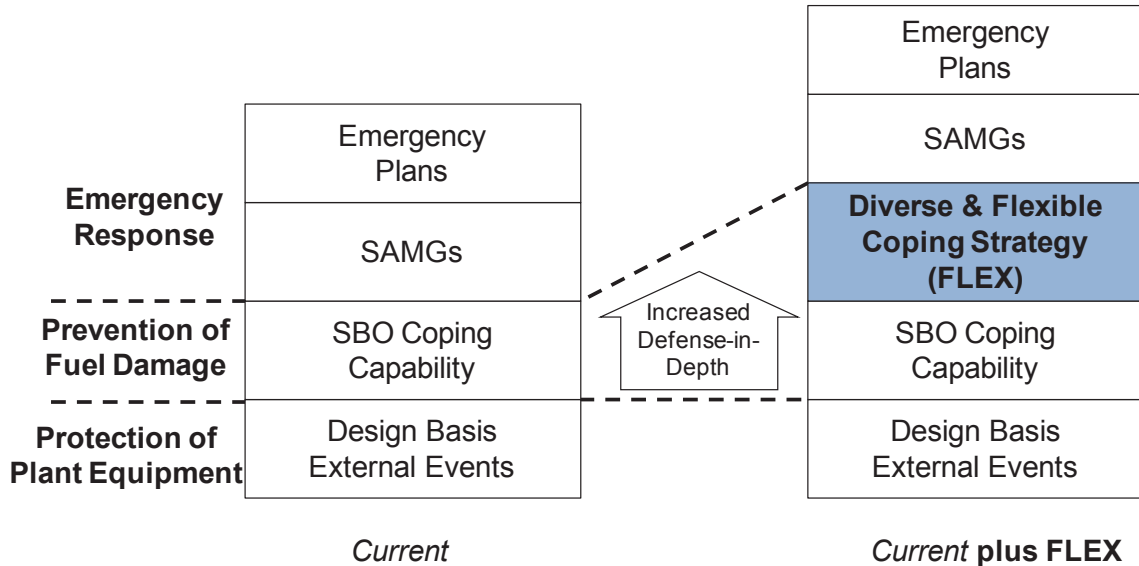 Emergency
Response
Prevention of
Fuel Damage
Protection of
Plant Equipment
Emergency
Plans
SAMGs
SBO Coping
Capability
Design Basis
External Events
Current
Increased
Defense-in-
Depth
Emergency
Plans
SAMGs
Diverse & Flexible
Coping Strategy
(FLEX)
SBO Coping
Capability
Design Basis
External Events
Current plus FLEX